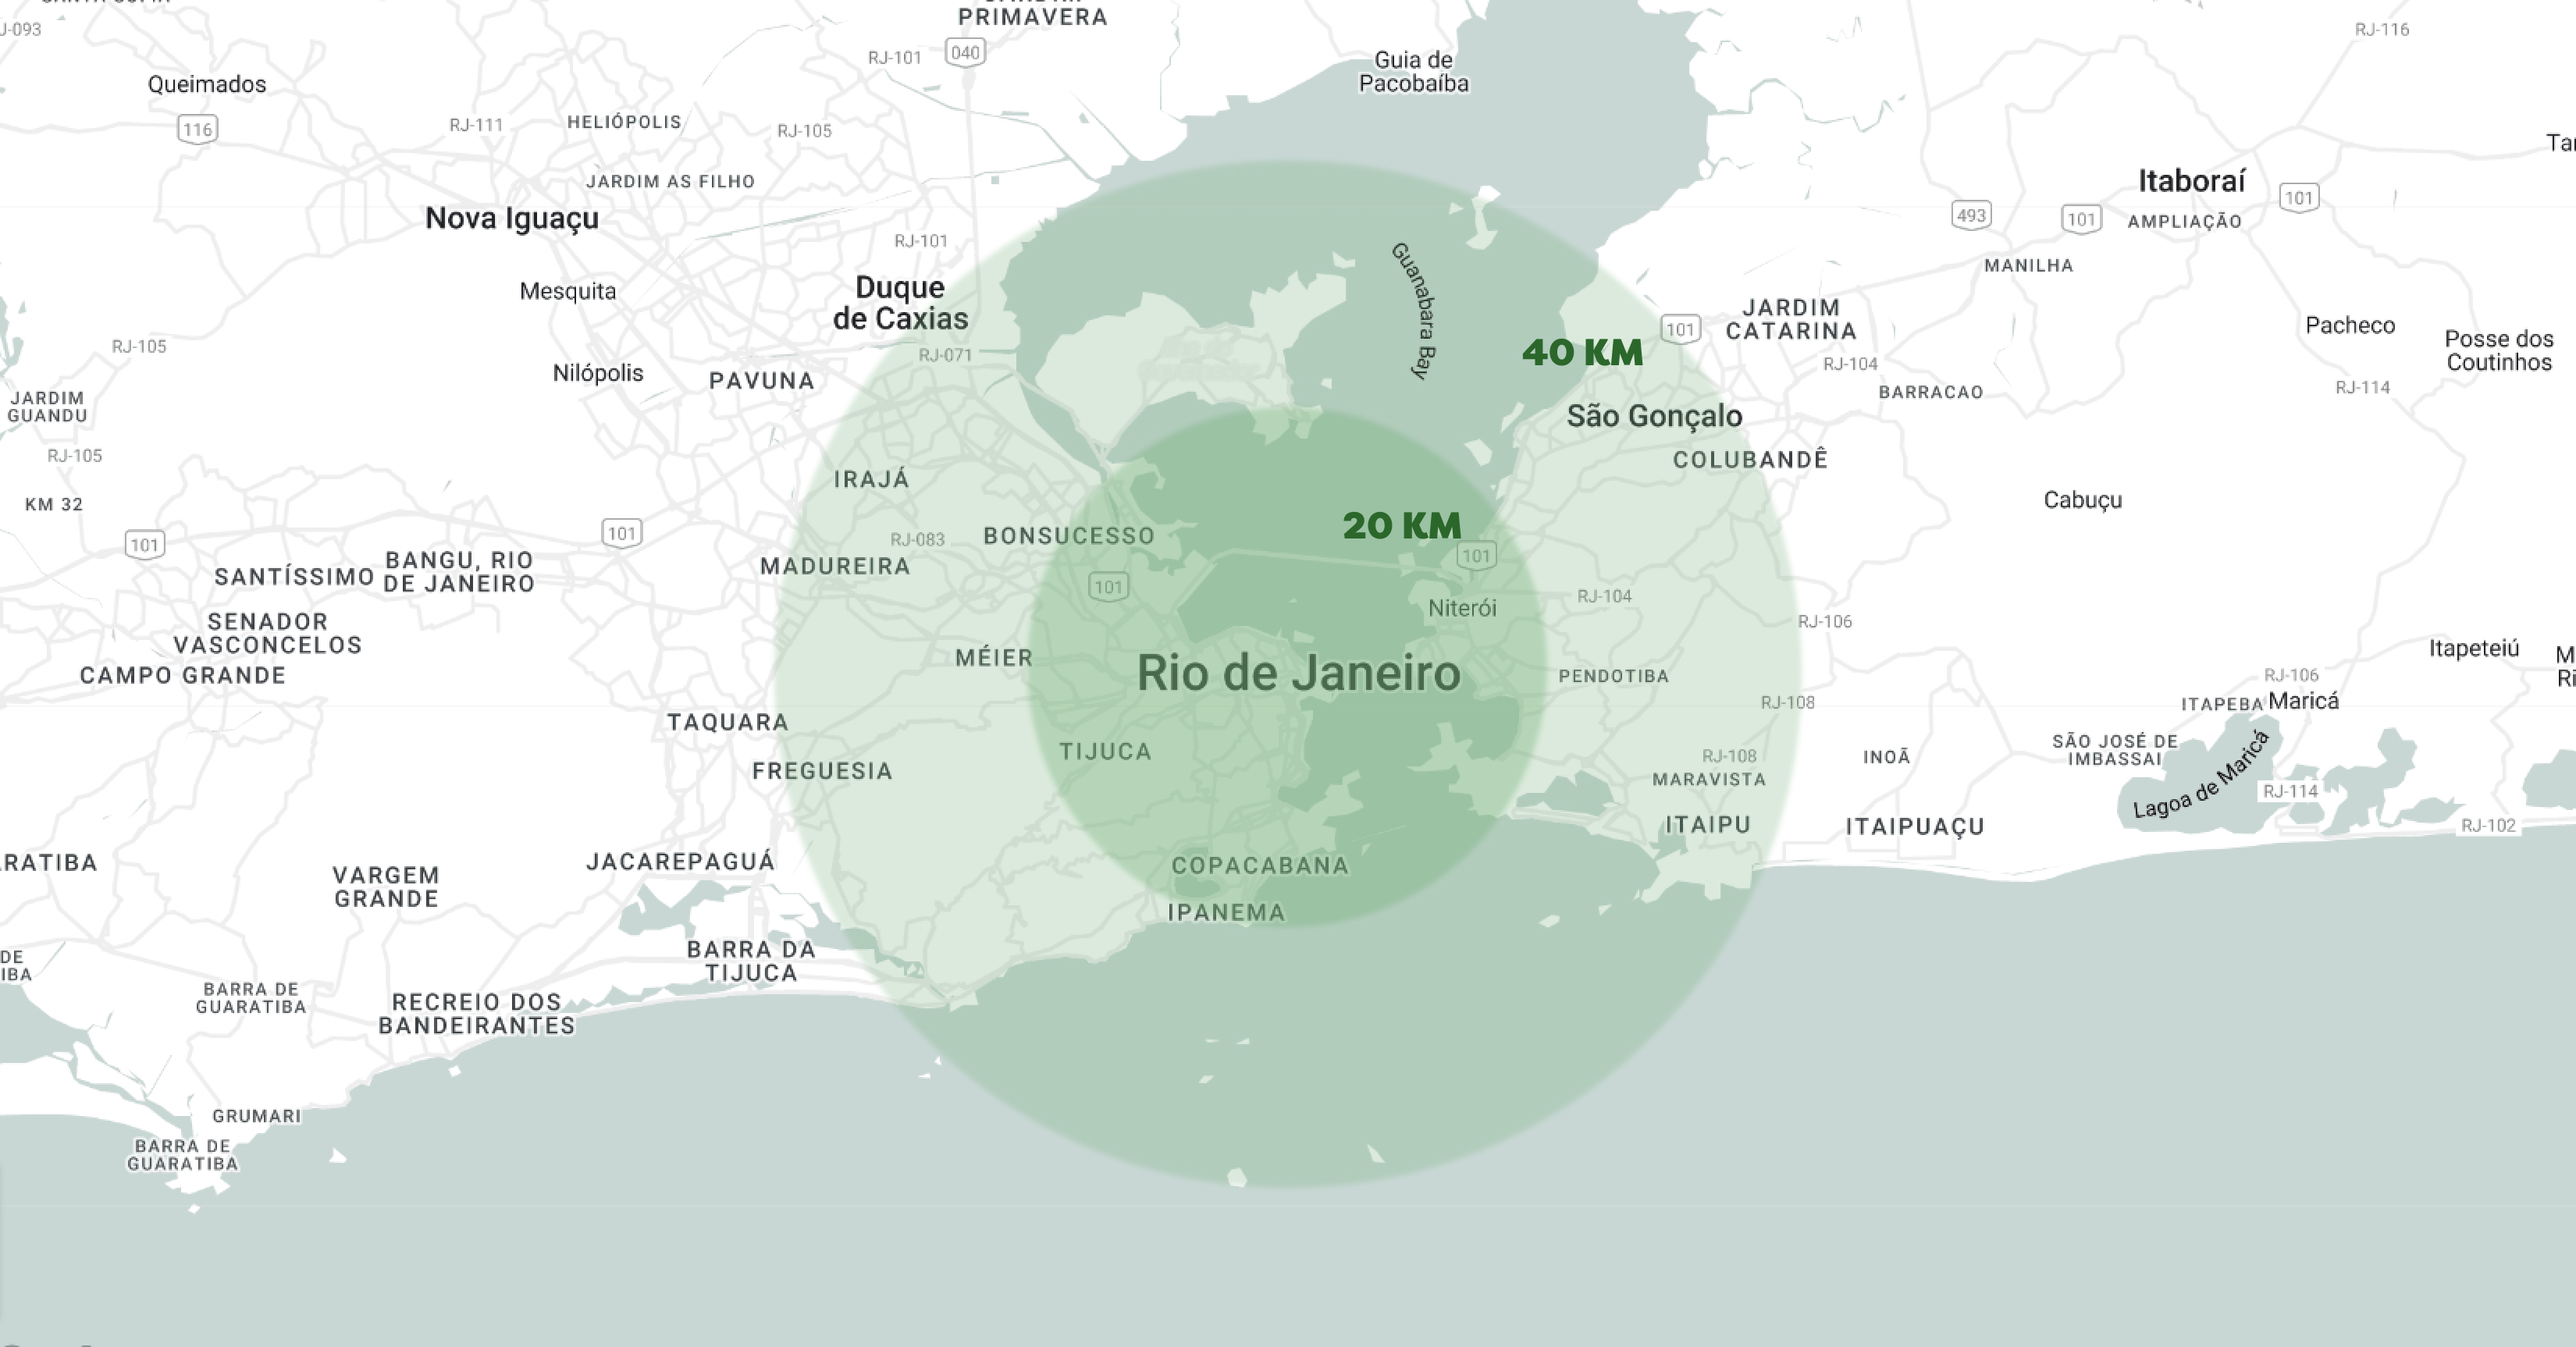 PRIMAVERA
RJ-116
040
RJ-101
Guia de
Pacobaíba
Queimados
116
RJ-111
HELIÓPOLIS
RJ-105
Itaboraí
101
JARDIM AS FILHO
Nova Iguaçu
493
101
AMPLIAÇÃO
RJ-101
Guanabara Bay
MANILHA
Mesquita
Duque
de Caxias
JARDIM
CATARINA
101
Pacheco
Posse dos
Coutinhos
RJ-105
RJ-071
40 KM
RJ-104
Nilópolis
PAVUNA
BARRACAO
RJ-114
JARDIM
GUANDU
São Gonçalo
RJ-105
COLUBANDÊ
IRAJÁ
KM 32
Cabuçu
101
101
RJ-083
BONSUCESSO
20 KM
101
MADUREIRA
BANGU, RIO
DE JANEIRO
SANTÍSSIMO
101
Niterói
RJ-104
SENADOR
VASCONCELOS
RJ-106
CAMPO GRANDE
MÉIER
Rio de Janeiro
PENDOTIBA
Itapeteiú
RJ-106
RJ-108
ITAPEBA
Maricá
TAQUARA
TIJUCA
RJ-108
INOÃ
SÃO JOSÉ DE
IMBASSAI
Lagoa de Maricá
FREGUESIA
MARAVISTA
RJ-114
ITAIPU
ITAIPUAÇU
RJ-102
RATIBA
VARGEM
GRANDE
JACAREPAGUÁ
COPACABANA
IPANEMA
BARRA DA
TIJUCA
DE
IBA
BARRA DE
GUARATIBA
RECREIO DOS
BANDEIRANTES
GRUMARI
BARRA DE
GUARATIBA